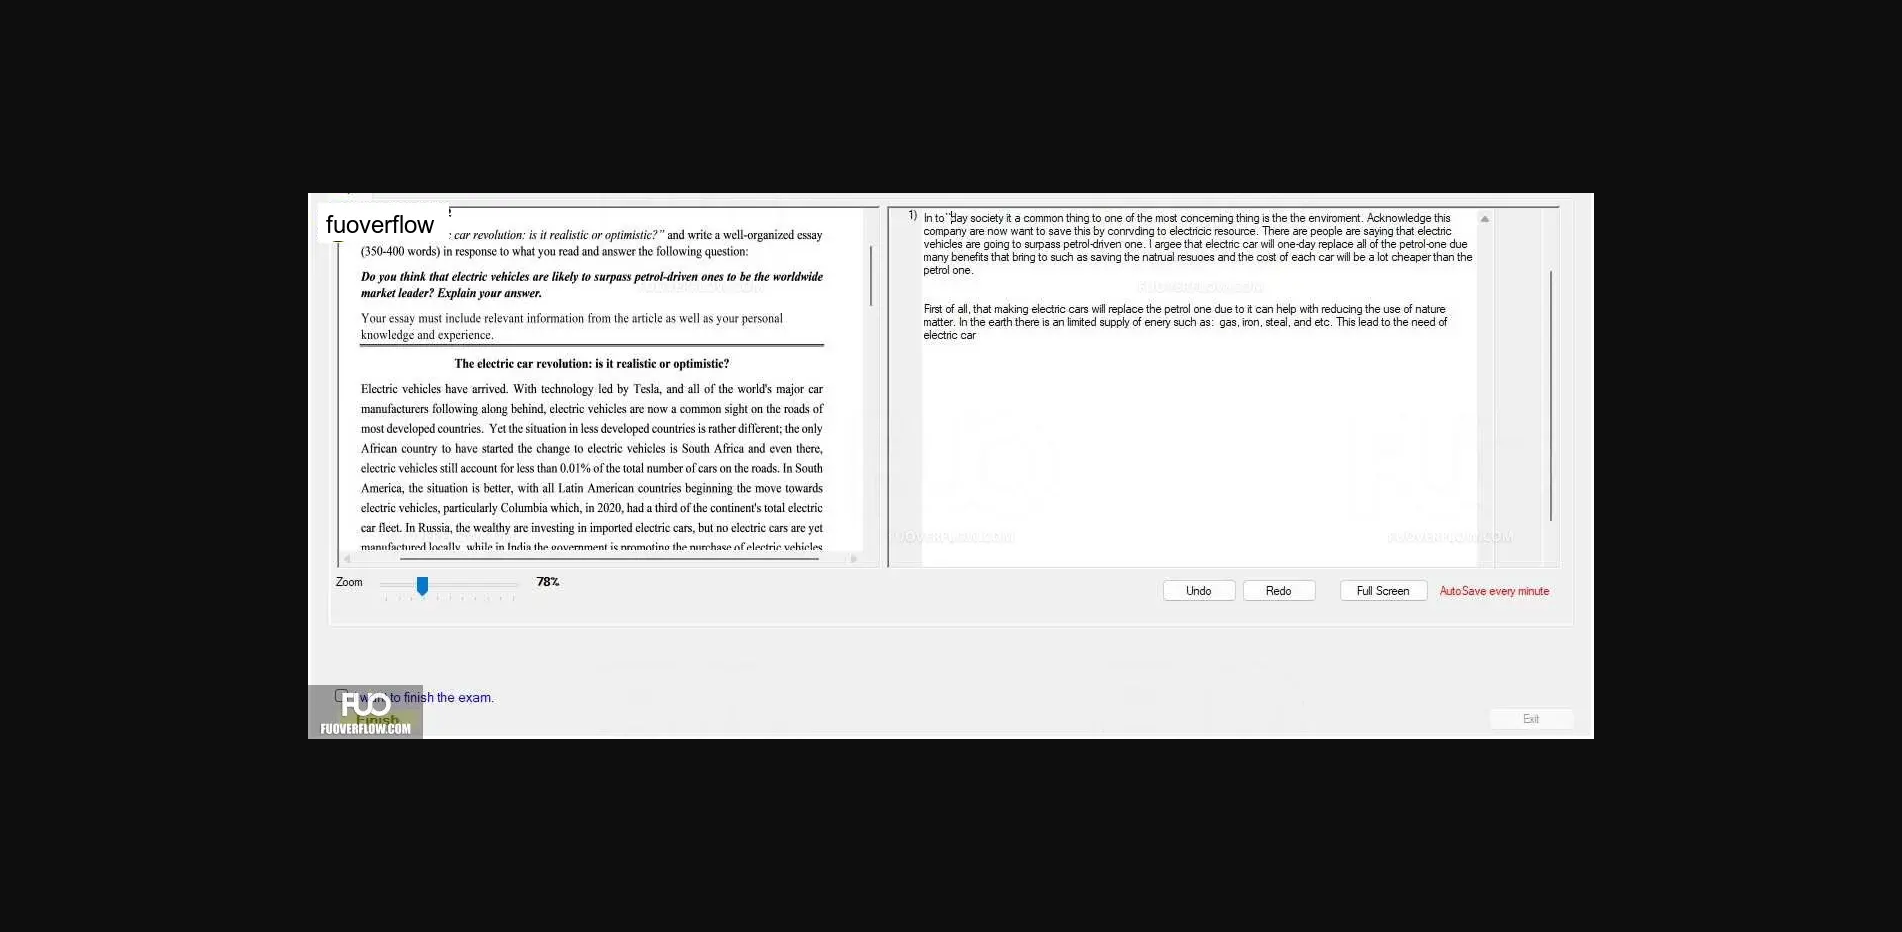 fuoverflow
: car revolution: is it realistic or optimistic?" and write a well-organized essay
(350-400 words) in response to what you read and answer the following question:
Do you think that electric vehicles are likely to surpass petrol-driven ones to be the worldwide
market leader? Explain your answer.
Your essay must include relevant information from the article as well as your personal
knowledge and experience.
The electric car revolution: is it realistic or optimistic?
Electric vehicles have arrived. With technology led by Tesla, and all of the world's major car
manufacturers following along behind, electric vehicles are now a common sight on the roads of
most developed countries. Yet the situation in less developed countries is rather different; the only
African country to have started the change to electric vehicles is South Africa and even there,
electric vehicles still account for less than 0.01% of the total number of cars on the roads. In South
America, the situation is better, with all Latin American countries beginning the move towards
electric vehicles, particularly Columbia which, in 2020, had a third of the continent's total electric
car fleet. In Russia, the wealthy are investing in imported electric cars, but no electric cars are yet
manufactured locally, while in India the government is promoting the purchase of electric vehicles
Zoom
78%
1)
In to day society it a common thing to one of the most concerning thing is the the enviroment. Acknowledge this
company are now want to save this by conrvding to electricic resource. There are people are saying that electric
vehicles are going to surpass petrol-driven one. I argee that electric car will one-day replace all of the petrol-one due
many benefits that bring to such as saving the natrual resuoes and the cost of each car will be a lot cheaper than the
petrol one.
First of all, that making electric cars will replace the petrol one due to it can help with reducing the use of nature
matter. In the earth there is an limited supply of enery such as: gas, iron, steal, and etc. This lead to the need of
electric car
Undo
Redo
Full Screen
AutoSave every minute
want to finish the exam.
Finish
FUO
FUOVERFLOW.COM
Exit
FUOVERFLOW.COM
FUOVERFLOW.COM
FUOVERFLOW.COM